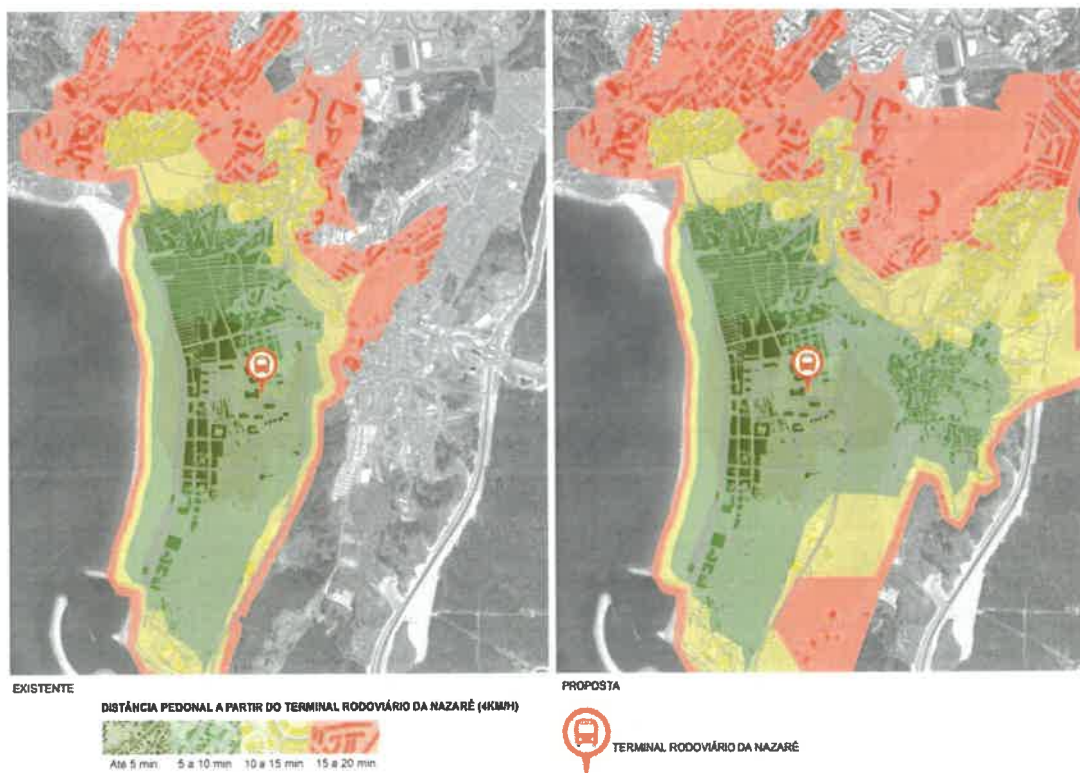 EXISTENTE
PROPOSTA
DISTÂNCIA PEDONAL A PARTIR DO TERMINAL RODOVIÁRIO DA NAZARÉ (4KM/H)
Até 5 min
5 a 10 min
10 a 15 min
15 a 20 min
TERMINAL RODOVIÁRIO DA NAZARÉ